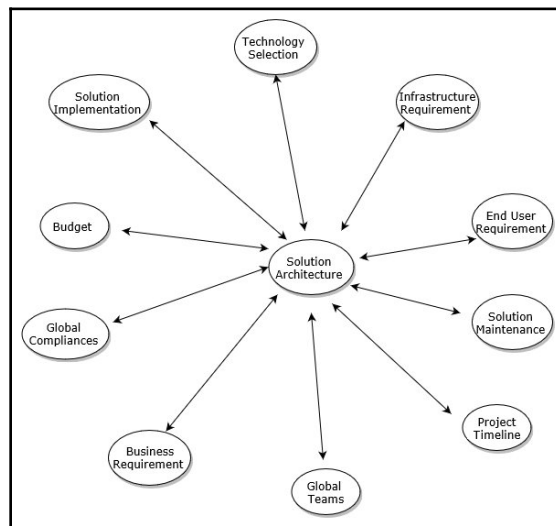 Technology
Selection
Solution
Implementation
Infrastructure
Requirement
Budget
End User
Requirement
Solution
Architecture
Global
Compliances
Solution
Maintenance
Business
Requirement
Project
Timeline
Global
Teams